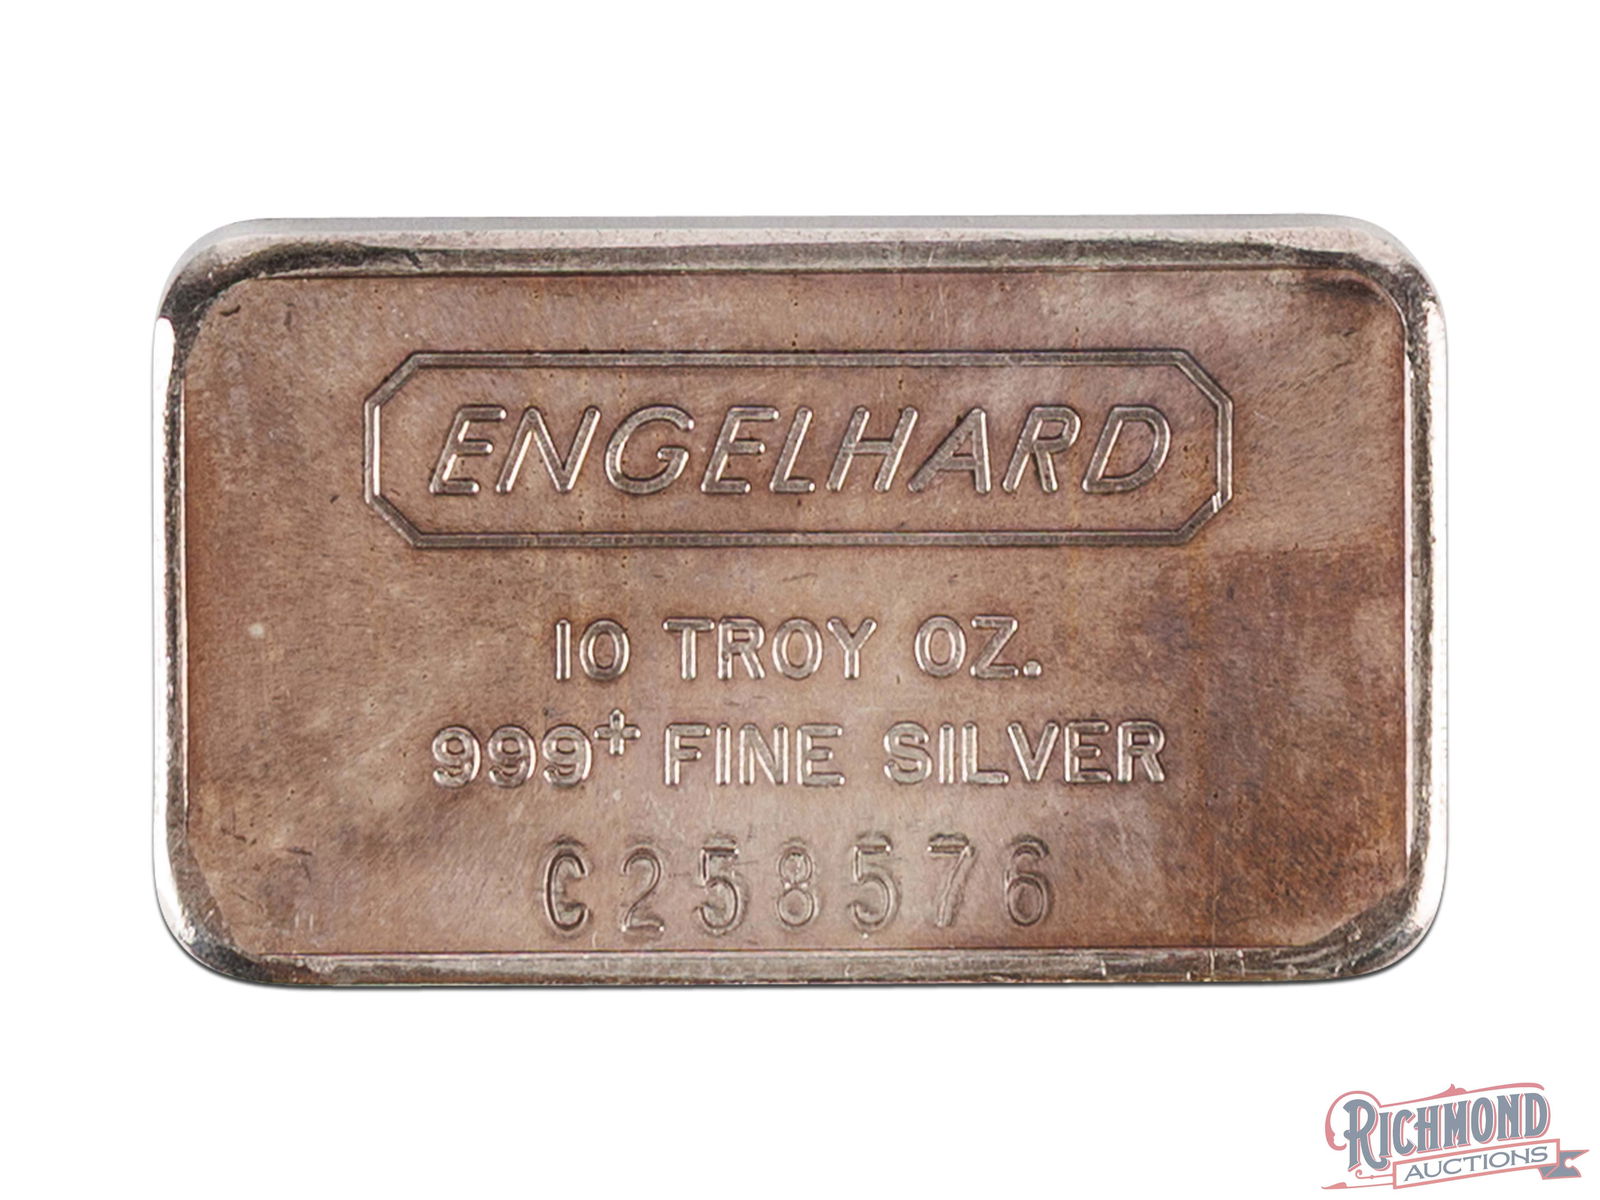 ENGELHARD
10 TROY OZ.
999+ FINE SILVER
C258576
RICHMOND
AUCTIONS